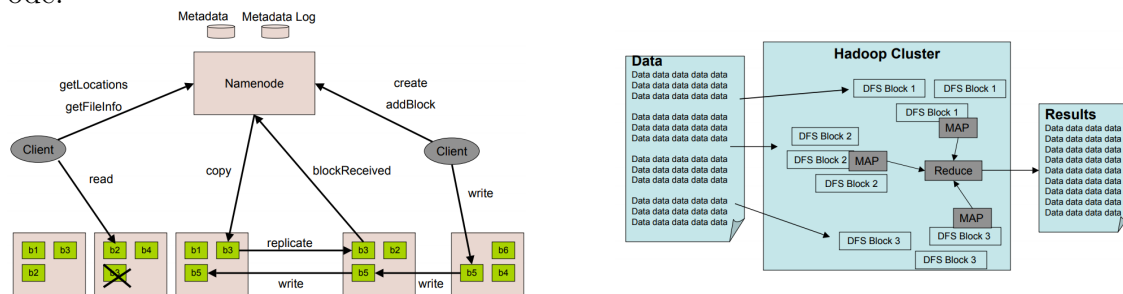 ode.
Metadata Metadata Log
Namenode
getLocations
getFileInfo
create
addBlock
Client
Client
read
copy
blockReceived
write
b1 b3
b2
b2 b4
b3
b1 b3
b5
replicate
write
b3 b2
b5
write
b6
b5 b4
Data
Data data data data data
Data data data data data
Data data data data data
Data data data data data
Data data data data data
Data data data data data
Data data data data data
Data data data data data
Data data data data data
Data data data data data
Data data data data data
Data data data data data
Hadoop Cluster
DFS Block 1 DFS Block 1
DFS Block 1
MAP
DFS Block 2
DFS Block 2 MAP
DFS Block 2
Reduce
MAP
DFS Block 3
DFS Block 3
DFS Block 3
Results
Data data data data
Data data data data
Data data data data
Data data data data
Data data data data
Data data data data
Data data data data
Data data data data
Data data data data